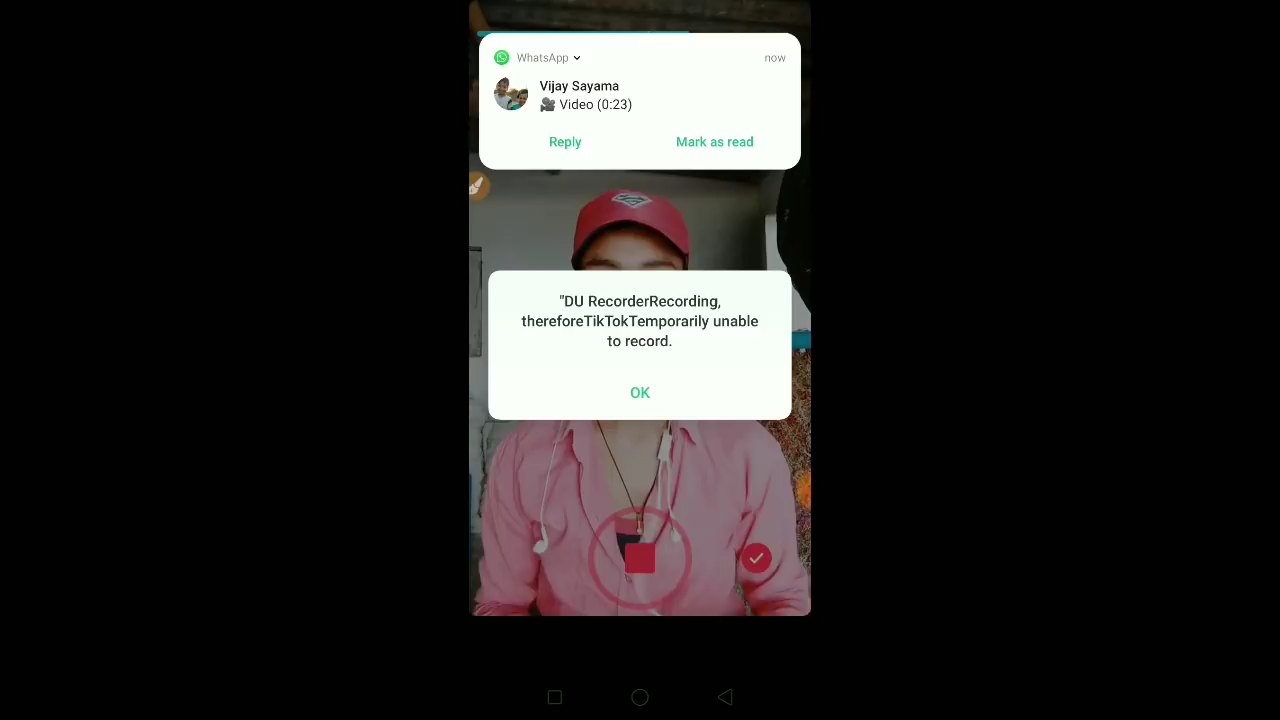 WhatsApp
now
Vijay Sayama
🎥 Video (0:23)
Reply
Mark as read
"DU RecorderRecording,
thereforeTikTokTemporarily unable
to record.
OK